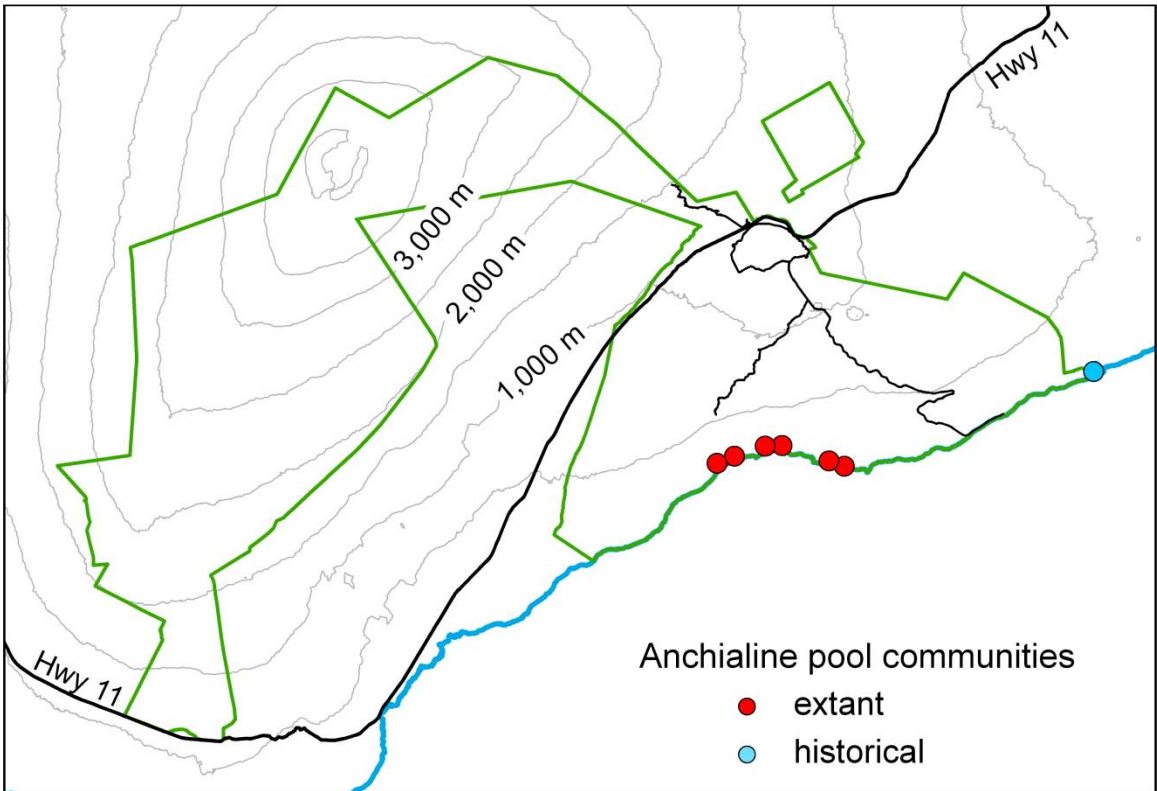 Hwy 11
3,000 m
2,000 m
1,000 m
Hwy 11
Anchialine pool communities
extant
historical